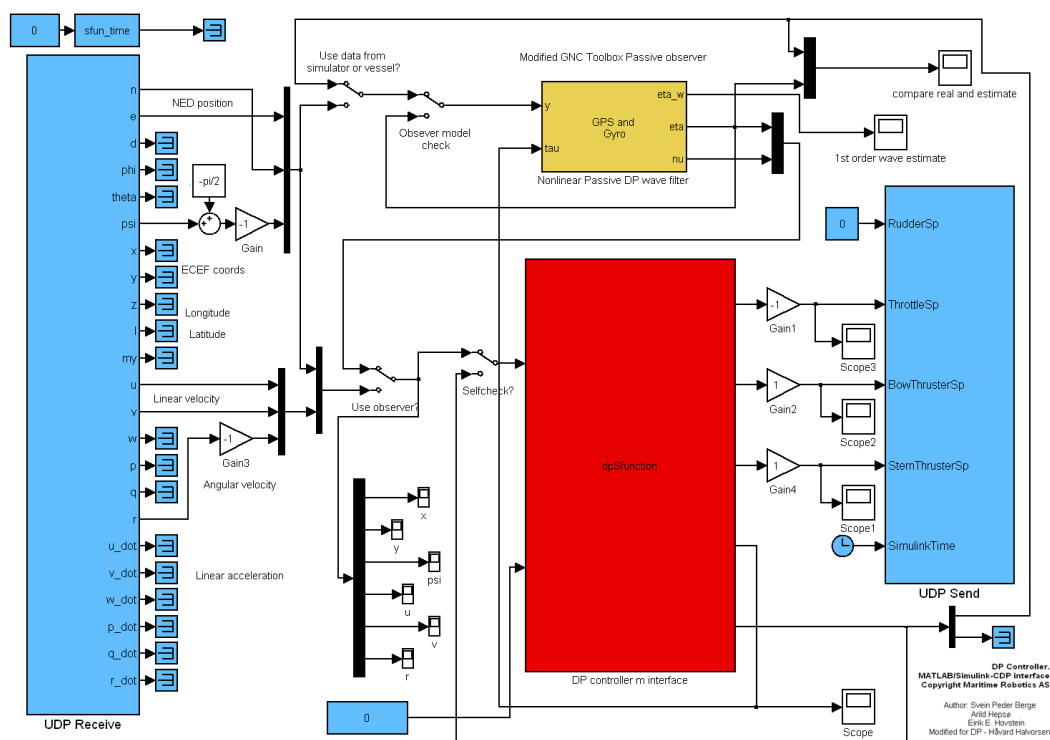 0
sfun_time
Use data from
simulator or vessel?
Modified GNC Toolbox Passive observer
compare real and estimate
1st order wave estimate
Obsever model
check
y
tau
GPS and
Gyro
eta_w
eta
nu
Nonlinear Passive DP wave filter
n
NED position
e
d
phi
theta
psi
-pi/2
-1
Gain
x
ECEF coords
y
z
Longitude
l
Latitude
my
u
Linear velocity
v
w
-1
Gain3
p
q
Angular velocity
r
u_dot
v_dot
Linear acceleration
w_dot
p_dot
q_dot
r_dot
UDP Receive
Use observer?
Selfcheck?
x
y
psi
u
v
r
0
dpSfunction
DP controller m interface
-1
Gain1
Scope3
1
Gain2
Scope2
1
Gain4
Scope1
Scope
0
RudderSp
ThrottleSp
BowThrusterSp
SternThrusterSp
SimulinkTime
UDP Send
DP Controller.
MATLAB/Simulink-CDP interface
Copyright Maritime Robotics AS
Author: Svein Peder Berge
Arild Hepsø
Eirik E. Hovstein.
Modified for DP - Håvard Halvorsen